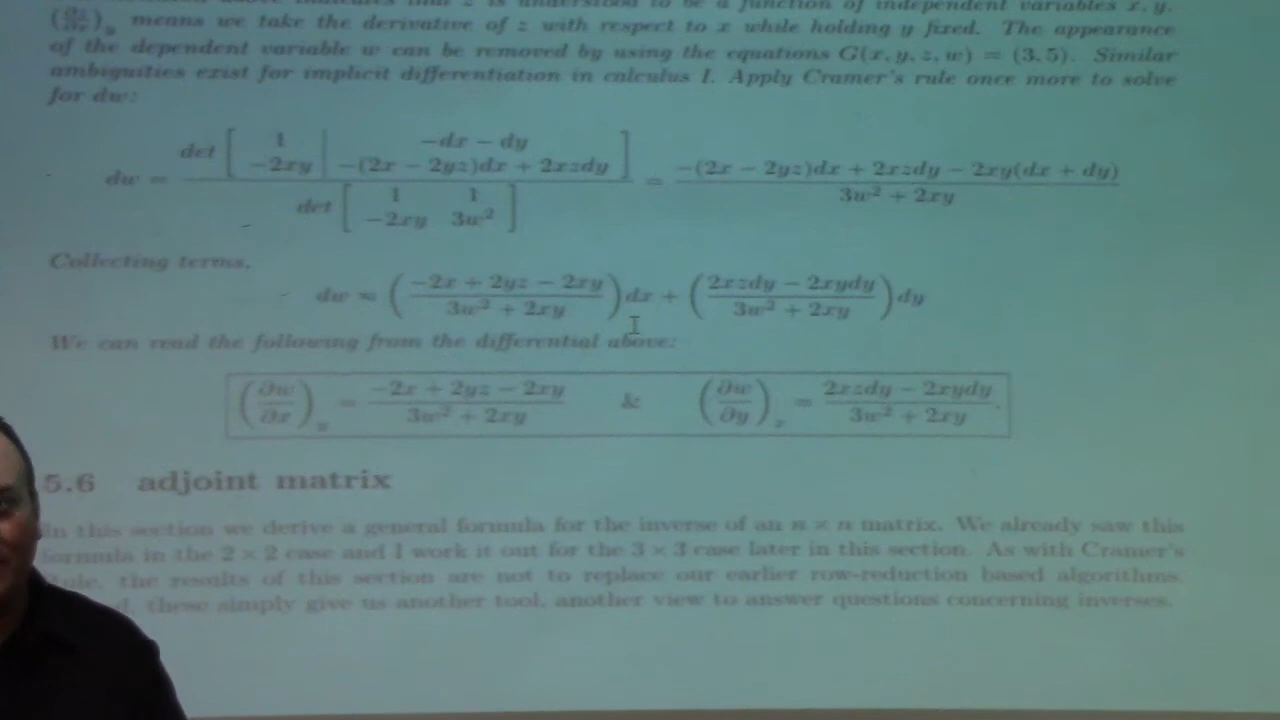 is understood to be a function of independent variables x, y.
(∂z/∂x)_y means we take the derivative of z with respect to x while holding y fixed. The appearance
of the dependent variable w can be removed by using the equations G(x, y, z, w) = (3, 5). Similar
ambiguities exist for implicit differentiation in calculus I. Apply Cramer's rule once more to solve
for dw:
dw = det[ 1 | -dx - dy ; -2xy | -(2x - 2yz)dx + 2xzdy ] / det[ 1 1 ; -2xy 3w² ] = (-(2x - 2yz)dx + 2xzdy - 2xy(dx + dy)) / (3w² + 2xy)
Collecting terms,
dw = ( (-2x + 2yz - 2xy) / (3w² + 2xy) )dx + ( (2xzdy - 2xydy) / (3w² + 2xy) )dy
We can read the following from the differential above:
(∂w/∂x)_y = (-2x + 2yz - 2xy) / (3w² + 2xy) & (∂w/∂y)_x = (2xzdy - 2xydy) / (3w² + 2xy).
5.6 adjoint matrix
In this section we derive a general formula for the inverse of an n × n matrix. We already saw this
formula in the 2 × 2 case and I work it out for the 3 × 3 case later in this section. As with Cramer's
Rule, the results of this section are not to replace our earlier row-reduction based algorithms.
d, these simply give us another tool, another view to answer questions concerning inverses.